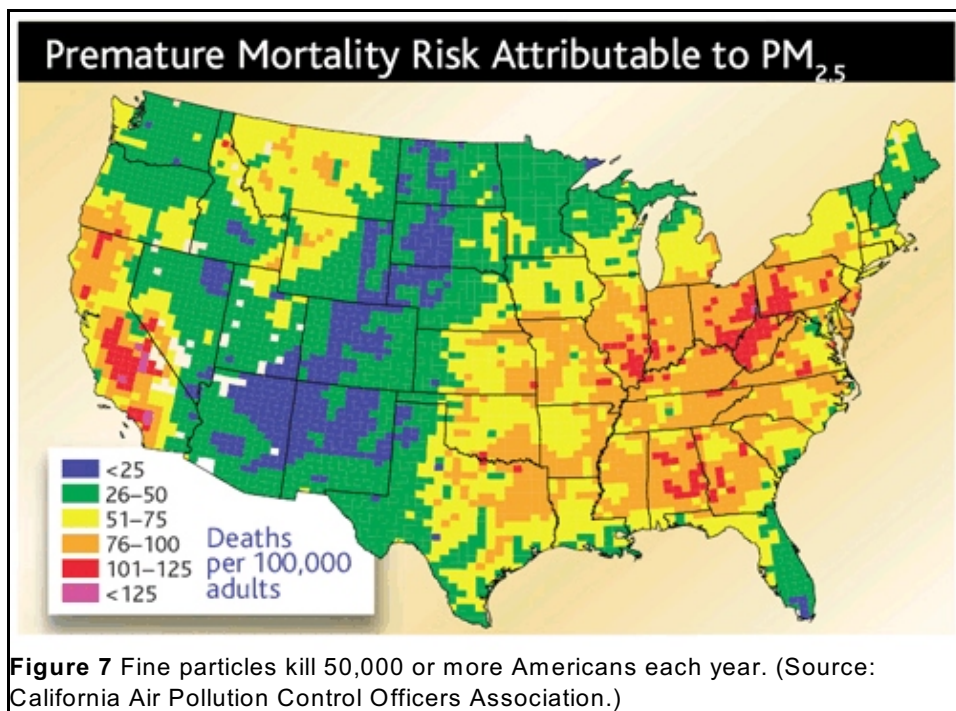 Premature Mortality Risk Attributable to PM2.5
<25
26–50
51–75
76–100
101–125
<125
Deaths
per 100,000
adults
Figure 7 Fine particles kill 50,000 or more Americans each year. (Source:
California Air Pollution Control Officers Association.)